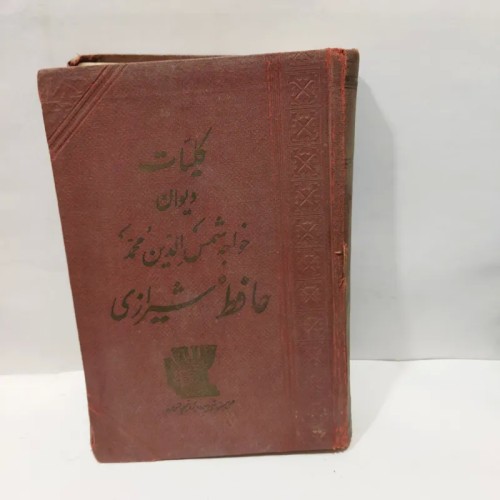 کلیات
دیوان
خواجه شمس الدین محمد
حافظ شیرازی